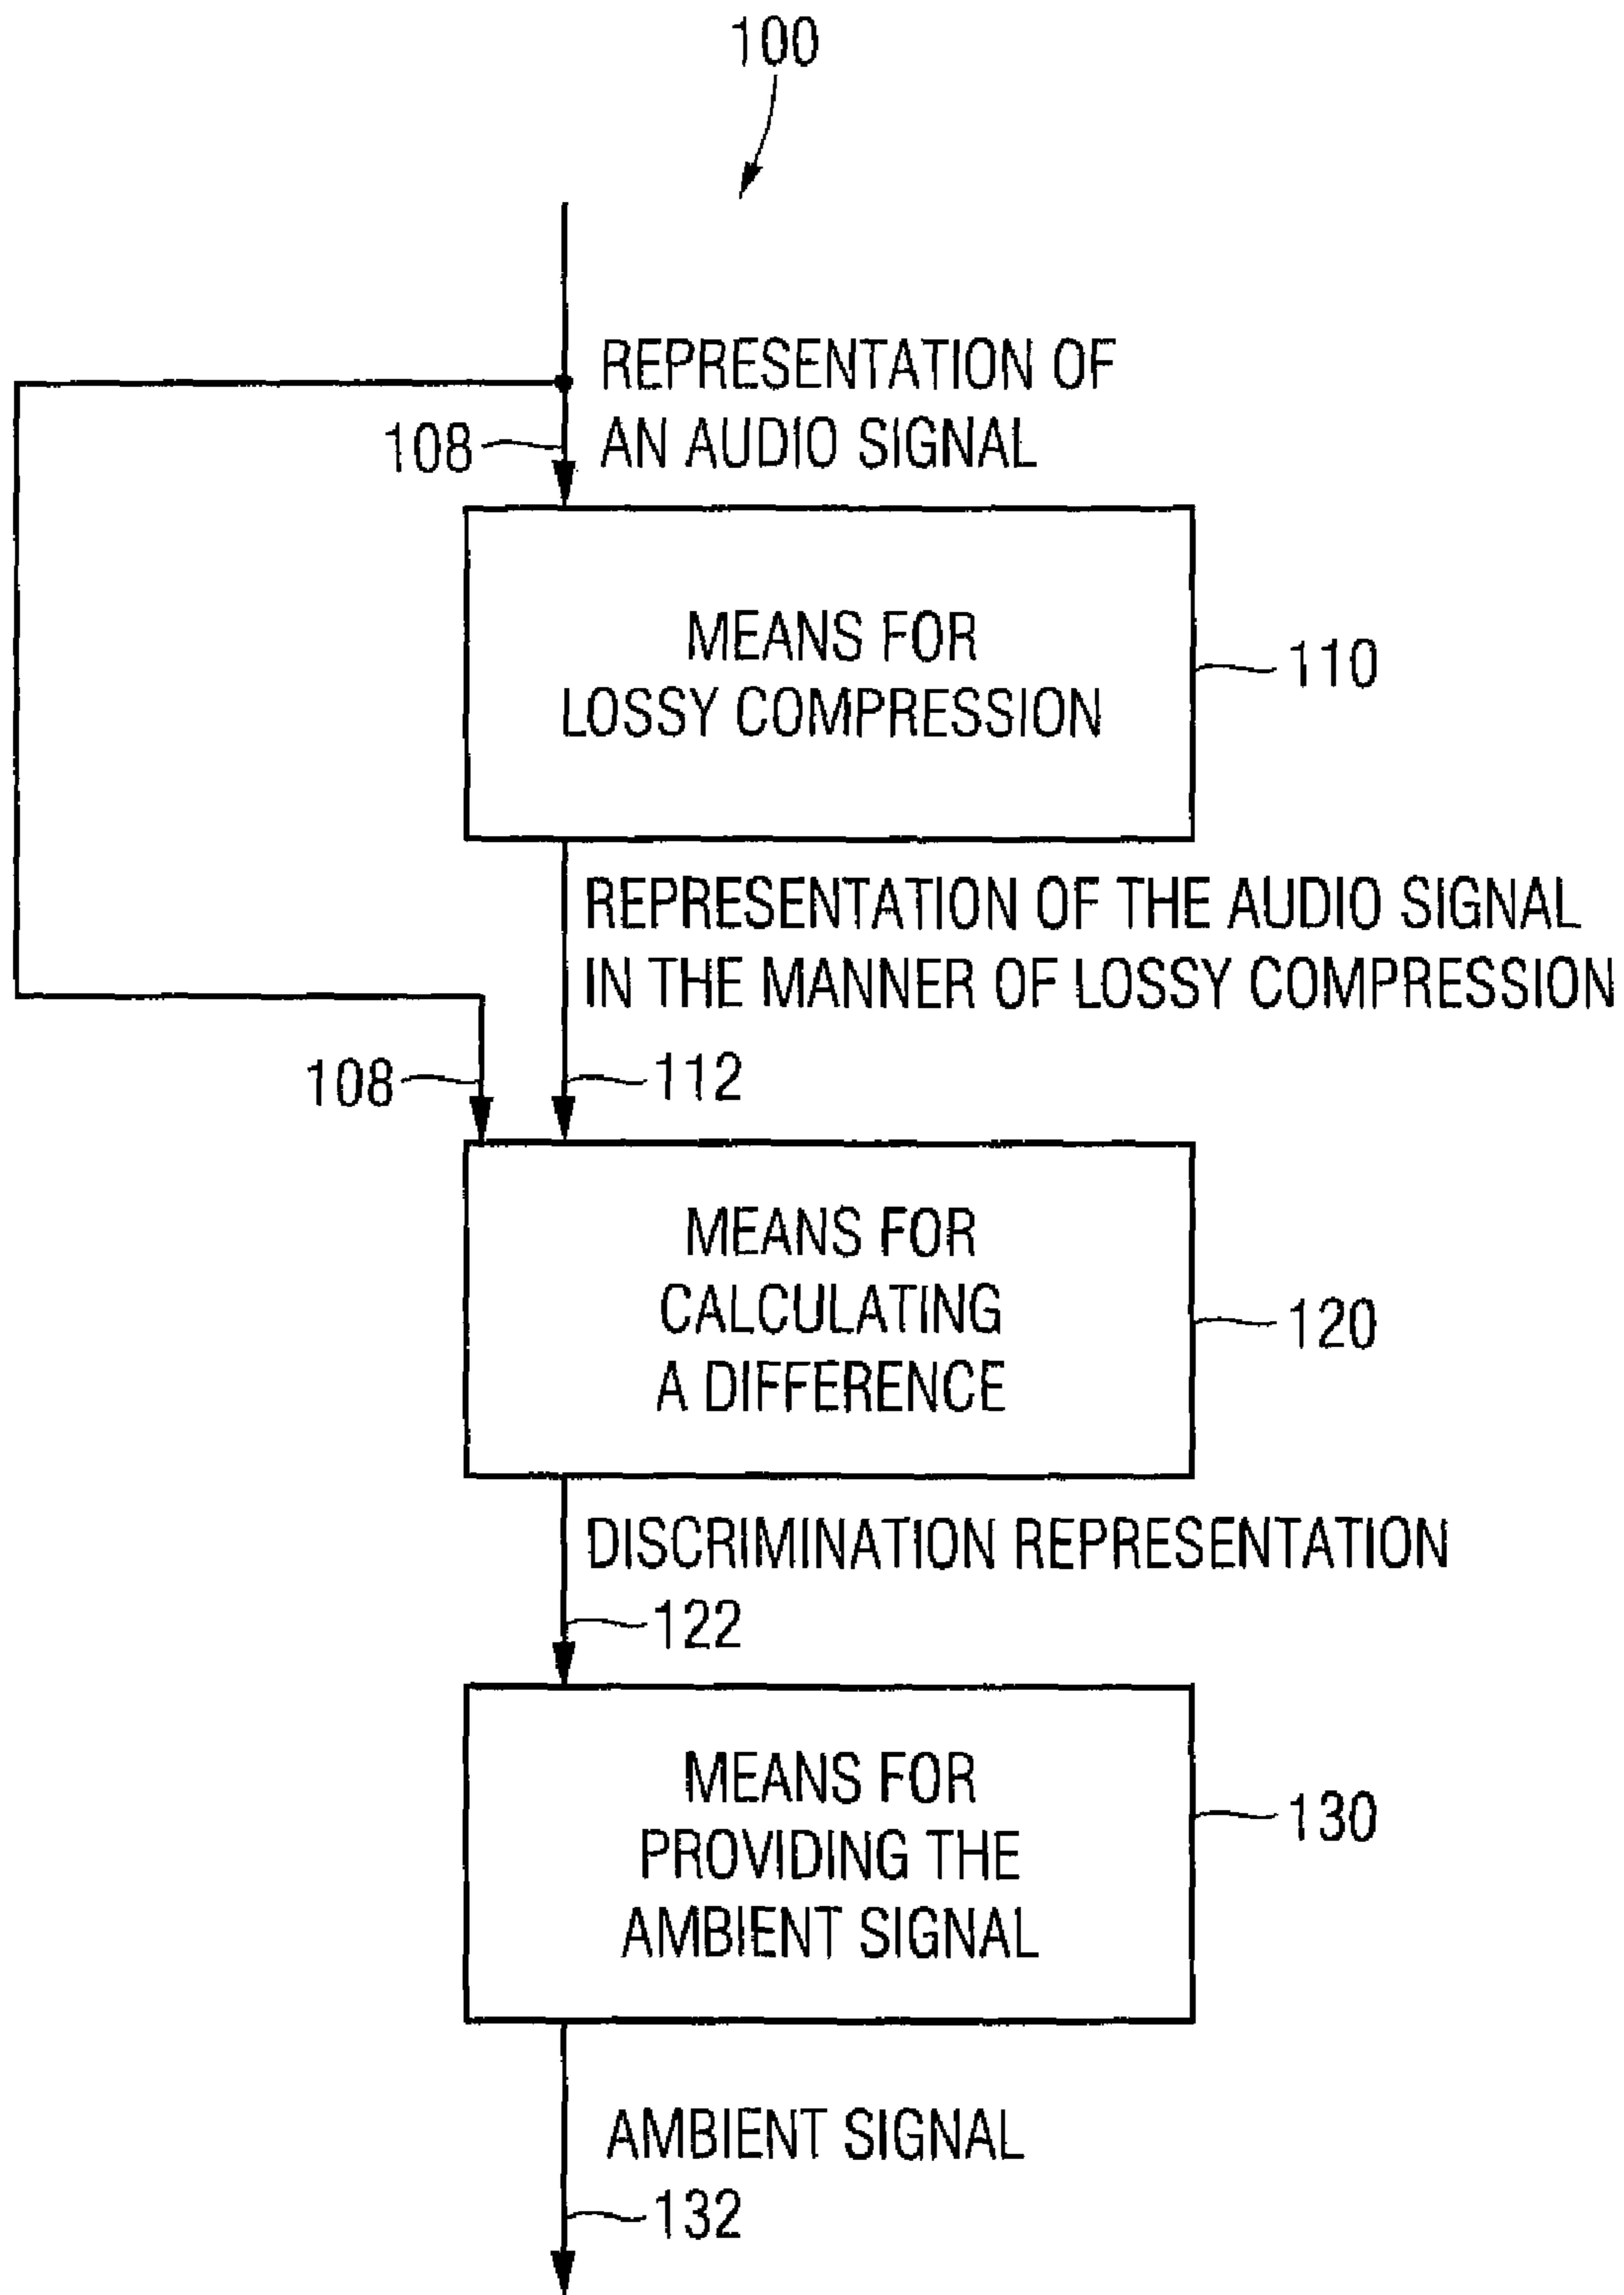 100
REPRESENTATION OF
AN AUDIO SIGNAL
108
MEANS FOR
LOSSY COMPRESSION
110
REPRESENTATION OF THE AUDIO SIGNAL
IN THE MANNER OF LOSSY COMPRESSION
108
112
MEANS FOR
CALCULATING
A DIFFERENCE
120
DISCRIMINATION REPRESENTATION
122
MEANS FOR
PROVIDING THE
AMBIENT SIGNAL
130
AMBIENT SIGNAL
132